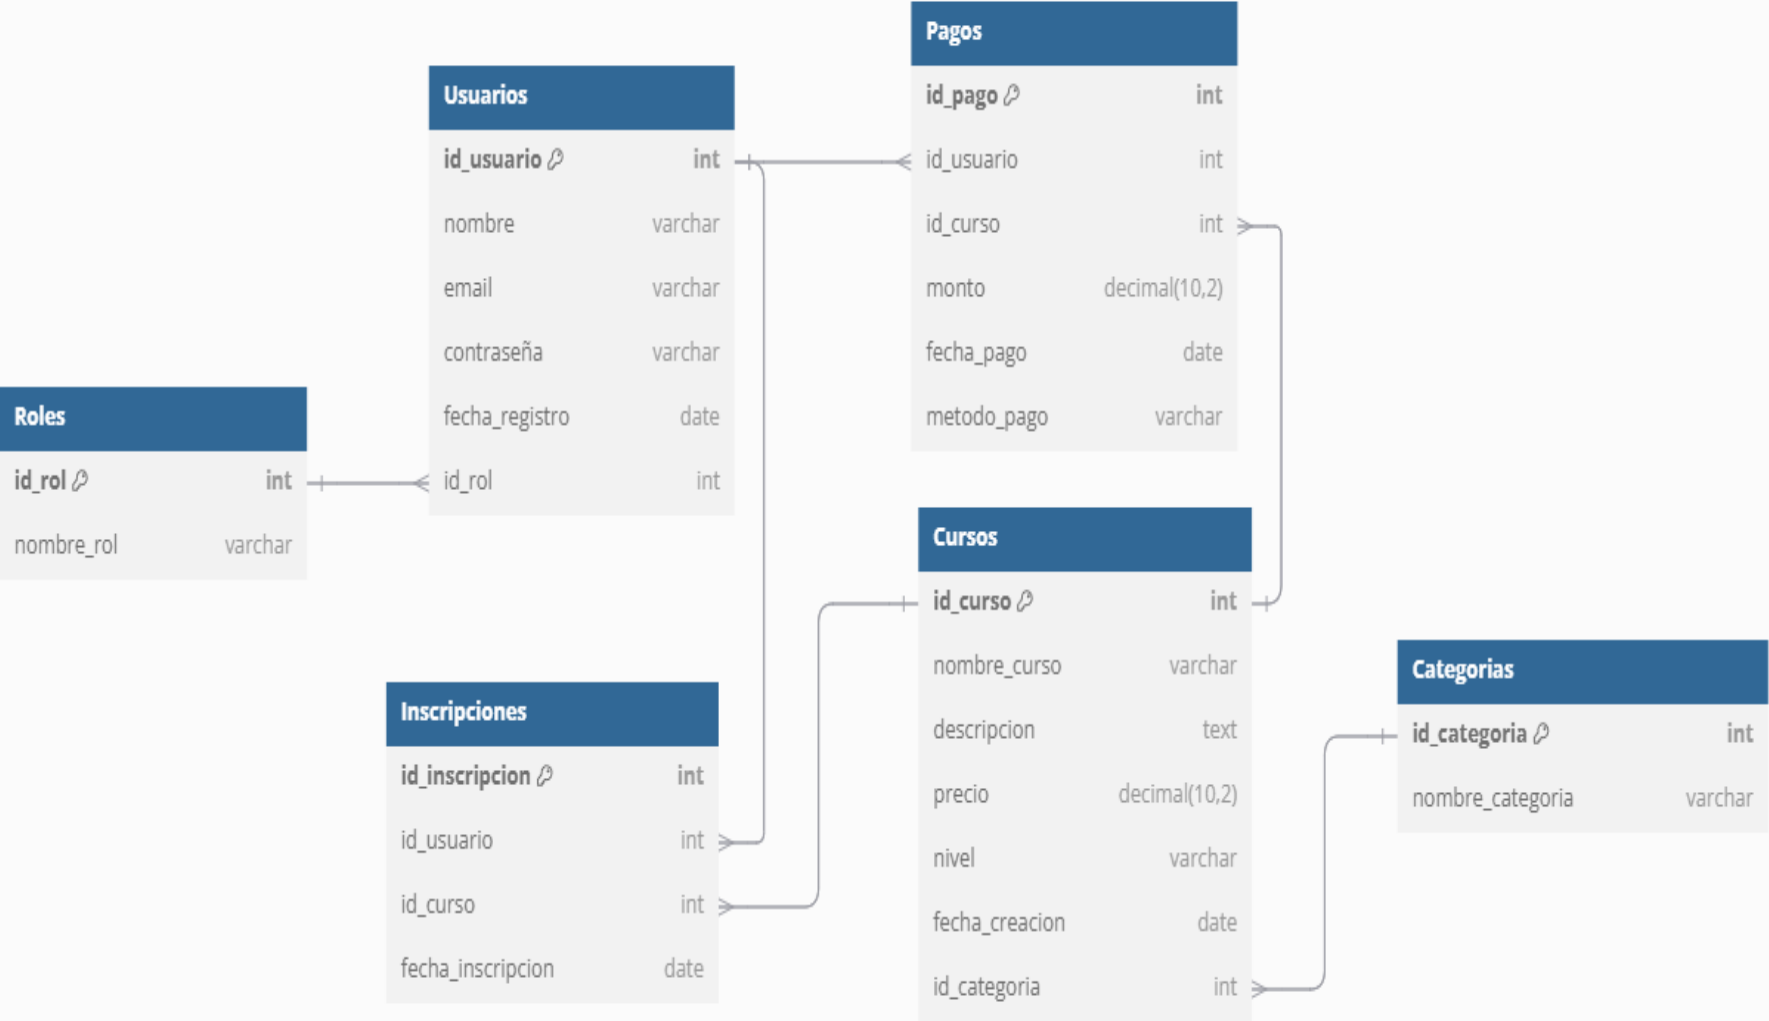 Pagos
id_pago int
id_usuario int
id_curso int
monto decimal(10,2)
fecha_pago date
metodo_pago varchar
Usuarios
id_usuario int
nombre varchar
email varchar
contraseña varchar
fecha_registro date
id_rol int
Roles
id_rol int
nombre_rol varchar
Cursos
id_curso int
nombre_curso varchar
descripcion text
precio decimal(10,2)
nivel varchar
fecha_creacion date
id_categoria int
Categorias
id_categoria int
nombre_categoria varchar
Inscripciones
id_inscripcion int
id_usuario int
id_curso int
fecha_inscripcion date